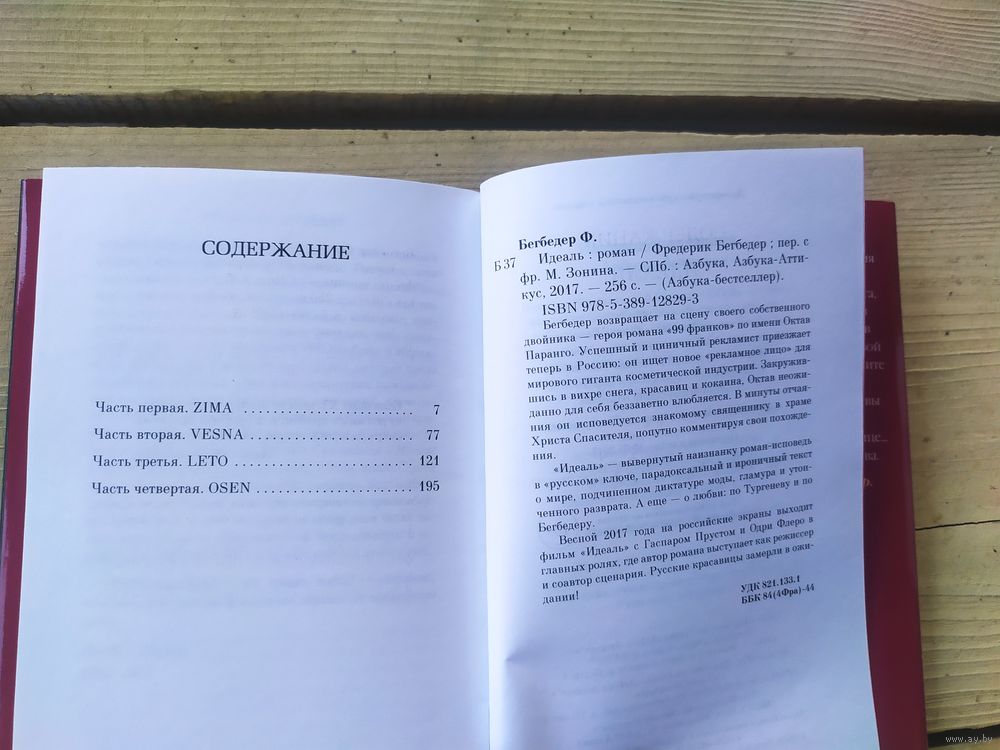 СОДЕРЖАНИЕ
Часть первая. ZIMA ........................ 7
Часть вторая. VESNA ....................... 77
Часть третья. LETO ......................... 121
Часть четвертая. OSEN ...................... 195
Бегбедер Ф.
Б 37
Идеаль : роман / Фредерик Бегбедер ; пер. с
фр. М. Зонина. — СПб. : Азбука, Азбука-Атти-
кус, 2017. — 256 с. — (Азбука-бестселлер).
ISBN 978-5-389-12829-3
Бегбедер возвращает на сцену своего собственного
двойника — героя романа «99 франков» по имени Октав
Паранго. Успешный и циничный рекламист приезжает
теперь в Россию: он ищет новое «рекламное лицо» для
мирового гиганта косметической индустрии. Закружив-
шись в вихре снега, красавиц и кокаина, Октав неожи-
данно для себя беззаветно влюбляется. В минуты отчая-
ния он исповедуется знакомому священнику в храме
Христа Спасителя, попутно комментируя свои похожде-
ния.
«Идеаль» — вывернутый наизнанку роман-исповедь
в «русском» ключе, парадоксальный и ироничный текст
о мире, подчиненном диктатуре моды, гламура и утон-
ченного разврата. А еще — о любви: по Тургеневу и по
Бегбедеру.
Весной 2017 года на российские экраны выходит
фильм «Идеаль» с Гаспаром Прустом и Одри Флеро в
главных ролях, где автор романа выступает как режиссер
и соавтор сценария. Русские красавицы замерли в ожи-
дании!
УДК 821.133.1
ББК 84(4Фра)-44
www.ay.by